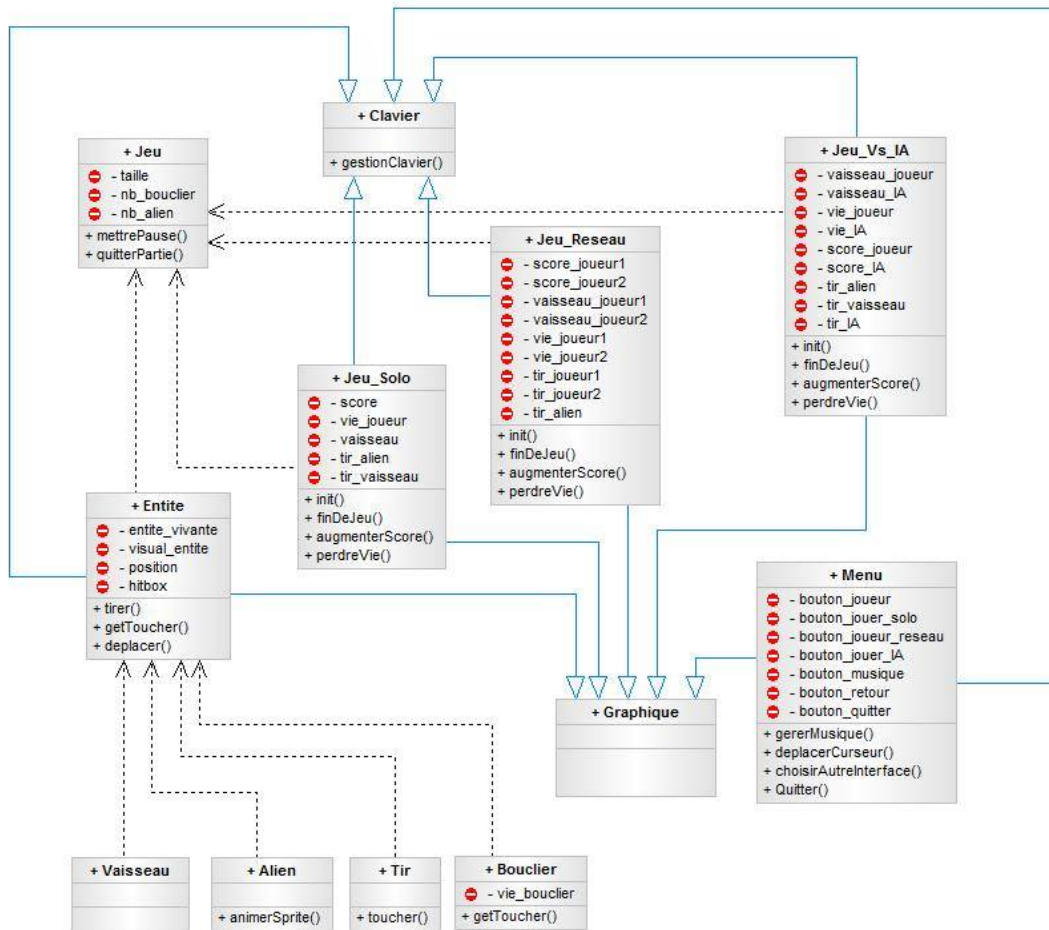 + Clavier
+ gestionClavier()
+ Jeu
- taille
- nb_bouclier
- nb_alien
+ mettrePause()
+ quitterPartie()
+ Jeu_Vs_IA
- vaisseau_joueur
- vaisseau_IA
- vie_joueur
- vie_IA
- score_joueur
- score_IA
- tir_alien
- tir_vaisseau
- tir_IA
+ init()
+ finDeJeu()
+ augmenterScore()
+ perdreVie()
+ Jeu_Reseau
- score_joueur1
- score_joueur2
- vaisseau_joueur1
- vaisseau_joueur2
- vie_joueur1
- vie_joueur2
- tir_joueur1
- tir_joueur2
- tir_alien
+ init()
+ finDeJeu()
+ augmenterScore()
+ perdreVie()
+ Jeu_Solo
- score
- vie_joueur
- vaisseau
- tir_alien
- tir_vaisseau
+ init()
+ finDeJeu()
+ augmenterScore()
+ perdreVie()
+ Entite
- entite_vivante
- visual_entite
- position
- hitbox
+ tirer()
+ getToucher()
+ deplacer()
+ Menu
- bouton_joueur
- bouton_jouer_solo
- bouton_joueur_reseau
- bouton_jouer_IA
- bouton_musique
- bouton_retour
- bouton_quitter
+ gererMusique()
+ deplacerCurseur()
+ choisirAutreInterface()
+ Quitter()
+ Graphique
+ Vaisseau
+ Alien
+ animerSprite()
+ Tir
+ toucher()
+ Bouclier
- vie_bouclier
+ getToucher()